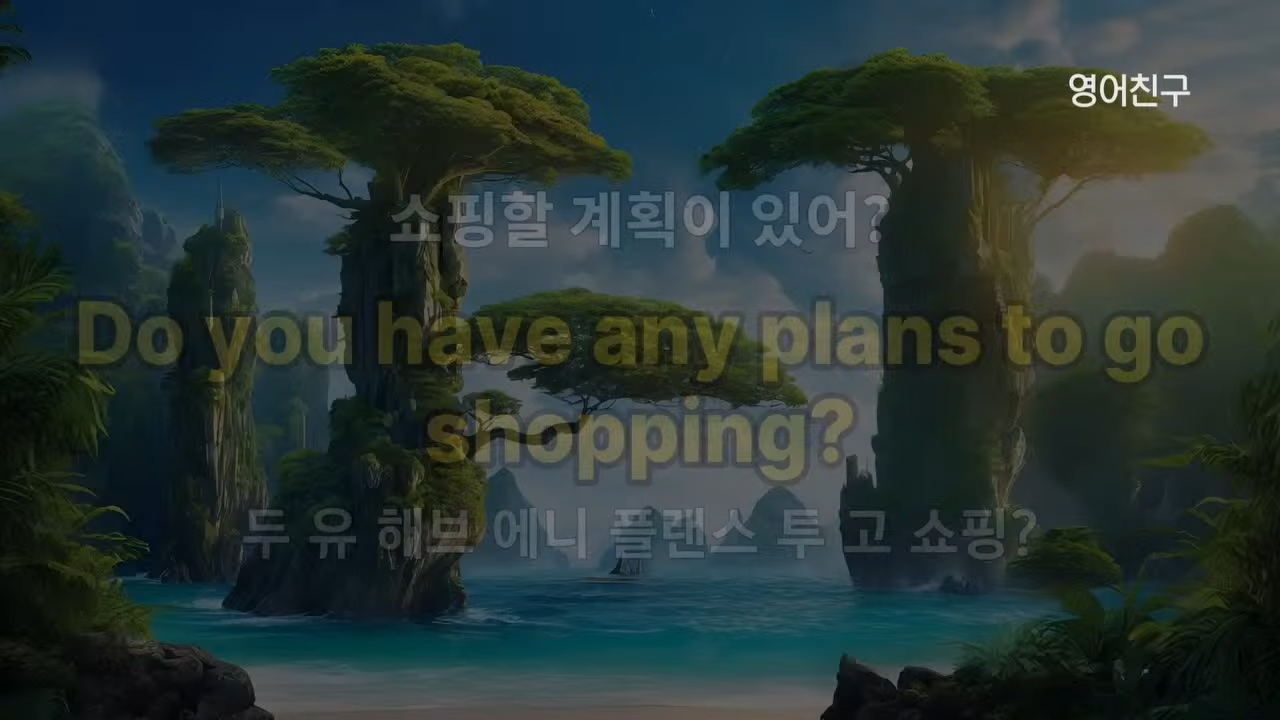 영어친구
쇼핑할 계획이 있어?
Do you have any plans to go
shopping?
두 유 해브 에니 플랜스 투 고 쇼핑?